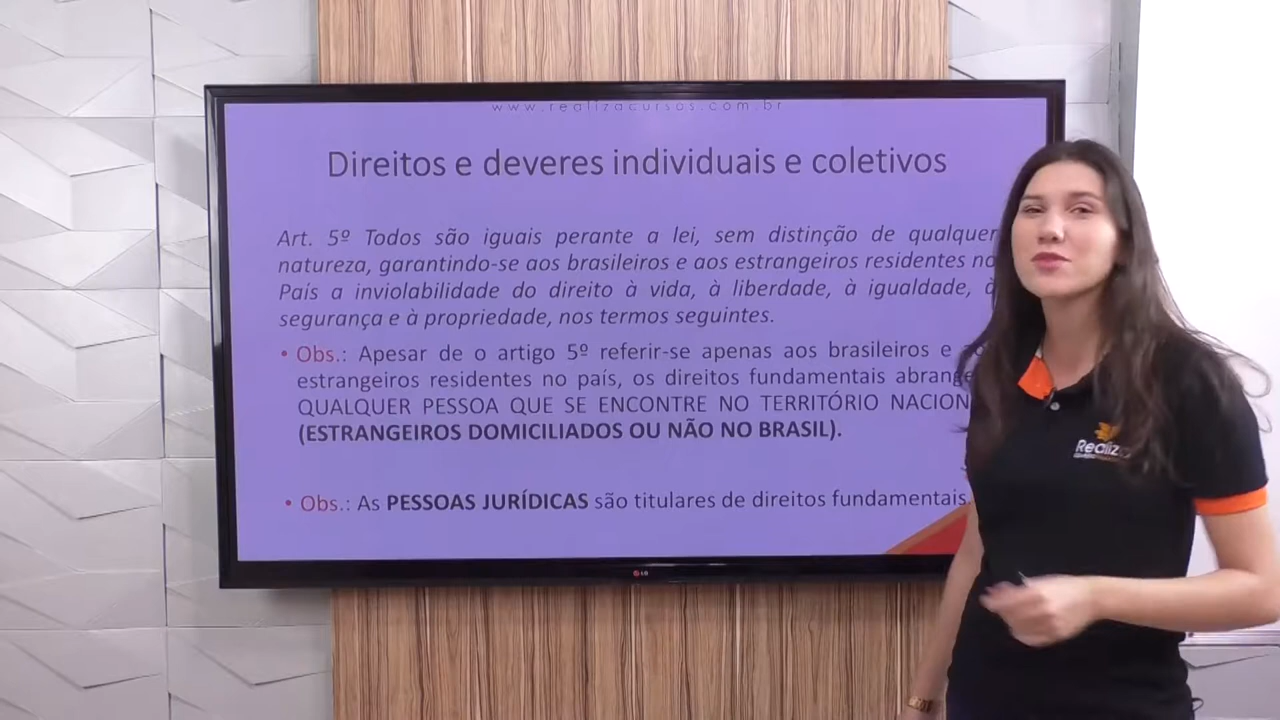 www.realizacursos.com.br
Direitos e deveres individuais e coletivos
Art. 5º Todos são iguais perante a lei, sem distinção de qualquer
natureza, garantindo-se aos brasileiros e aos estrangeiros residentes no
País a inviolabilidade do direito à vida, à liberdade, à igualdade, à
segurança e à propriedade, nos termos seguintes.
• Obs.: Apesar de o artigo 5º referir-se apenas aos brasileiros e
estrangeiros residentes no país, os direitos fundamentais abrange
QUALQUER PESSOA QUE SE ENCONTRE NO TERRITÓRIO NACION
(ESTRANGEIROS DOMICILIADOS OU NÃO NO BRASIL).
• Obs.: As PESSOAS JURÍDICAS são titulares de direitos fundamentais
LG
Realiza